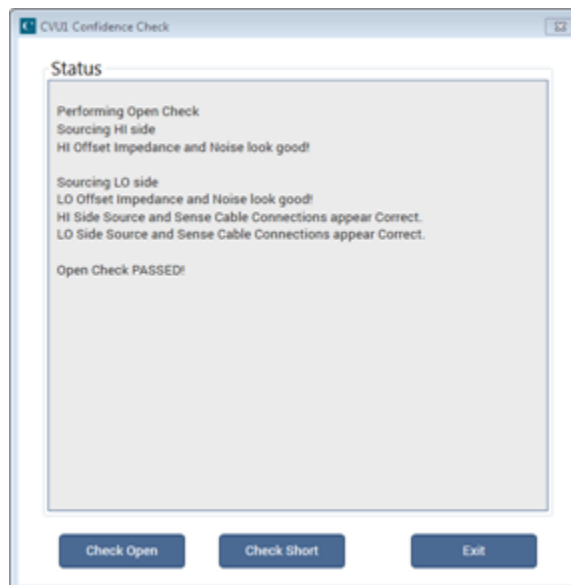 CVU1 Confidence Check
Status
Performing Open Check
Sourcing HI side
HI Offset Impedance and Noise look good!
Sourcing LO side
LO Offset Impedance and Noise look good!
HI Side Source and Sense Cable Connections appear Correct.
LO Side Source and Sense Cable Connections appear Correct.
Open Check PASSED!
Check Open
Check Short
Exit